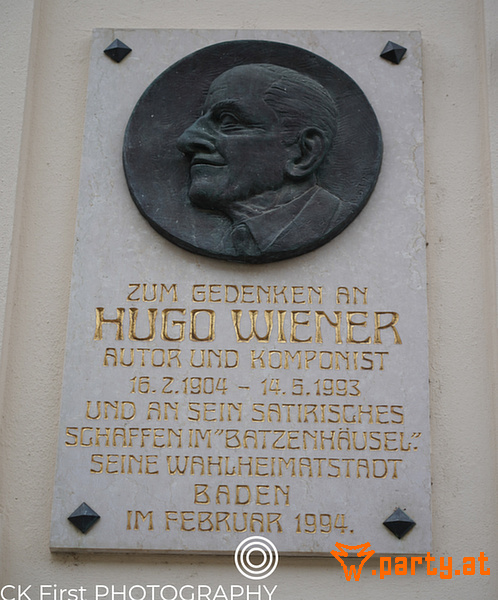 ZUM GEDENKEN AN
HUGO WIENER
AUTOR UND KOMPONIST
16.2.1904 – 14.5.1993
UND AN SEIN SATIRISCHES
SCHAFFEN IM "BATZENHÄUSEL".
SEINE WAHLHEIMATSTADT
BADEN
IM FEBRUAR 1994.
w.party.at
CK First PHOTOGRAPHY